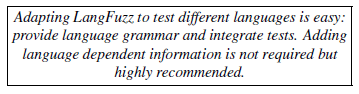 Adapting LangFuzz to test different languages is easy:
provide language grammar and integrate tests. Adding
language dependent information is not required but
highly recommended.